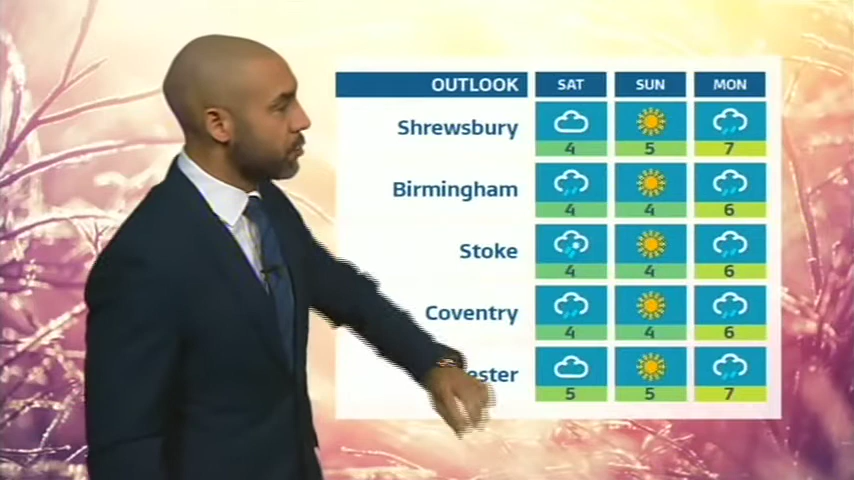 OUTLOOK SAT SUN MON
Shrewsbury
4 5 7
Birmingham
4 4 6
Stoke
4 4 6
Coventry
4 4 6
ester
5 5 7